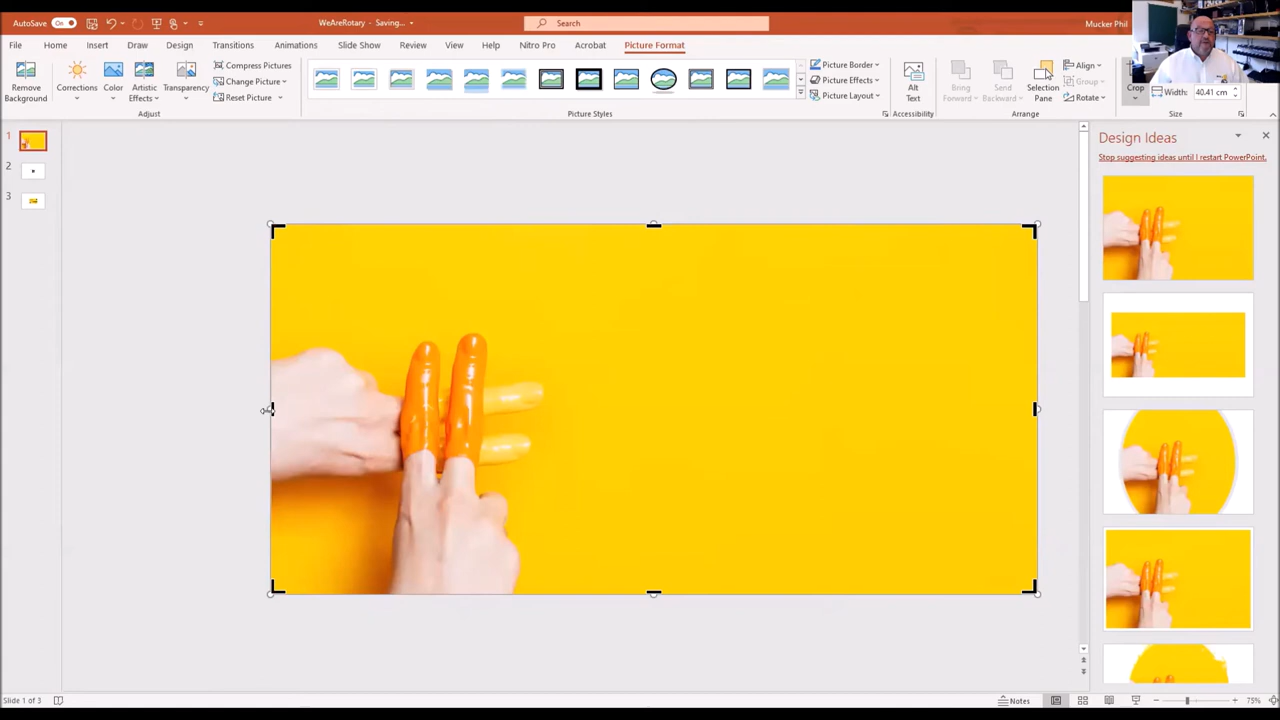 AutoSave On WeAreRotary - Saving... Search Mucker Phil
File Home Insert Draw Design Transitions Animations Slide Show Review View Help Nitro Pro Acrobat Picture Format
Remove Background
Corrections
Color
Artistic Effects
Transparency
Compress Pictures
Change Picture
Reset Picture
Picture Border
Picture Effects
Picture Layout
Alt Text
Bring Forward
Send Backward
Selection Pane
Align
Group
Rotate
Crop
Width: 40.41 cm
Adjust Picture Styles Accessibility Arrange Size
1
2
3
Design Ideas
Stop suggesting ideas until I restart PowerPoint.
Slide 1 of 3 Notes 75%